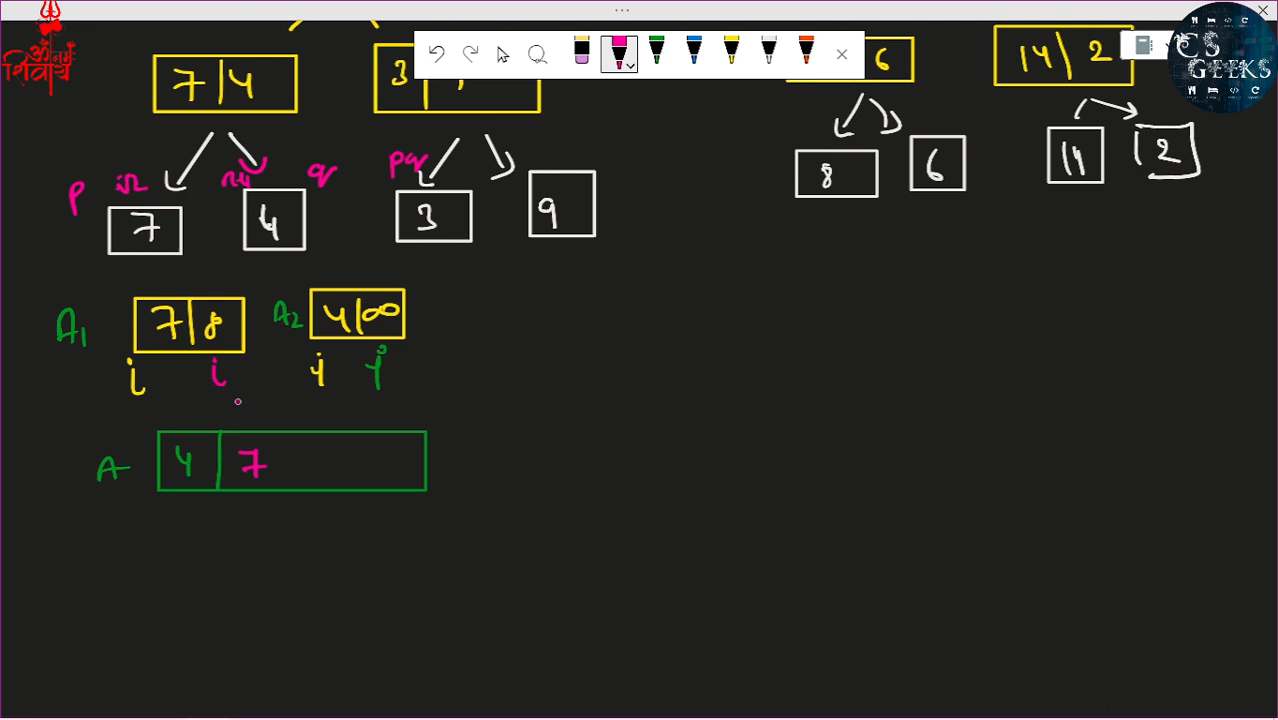 ॐ नमः
शिवाय
CS
GEEKS
7 | 4
3 |
6
14 | 2
p
q
pq
7
4
3
9
8
6
14
2
A1 7 | 8 A2 4 | ∞
i i j j
A 4 | 7